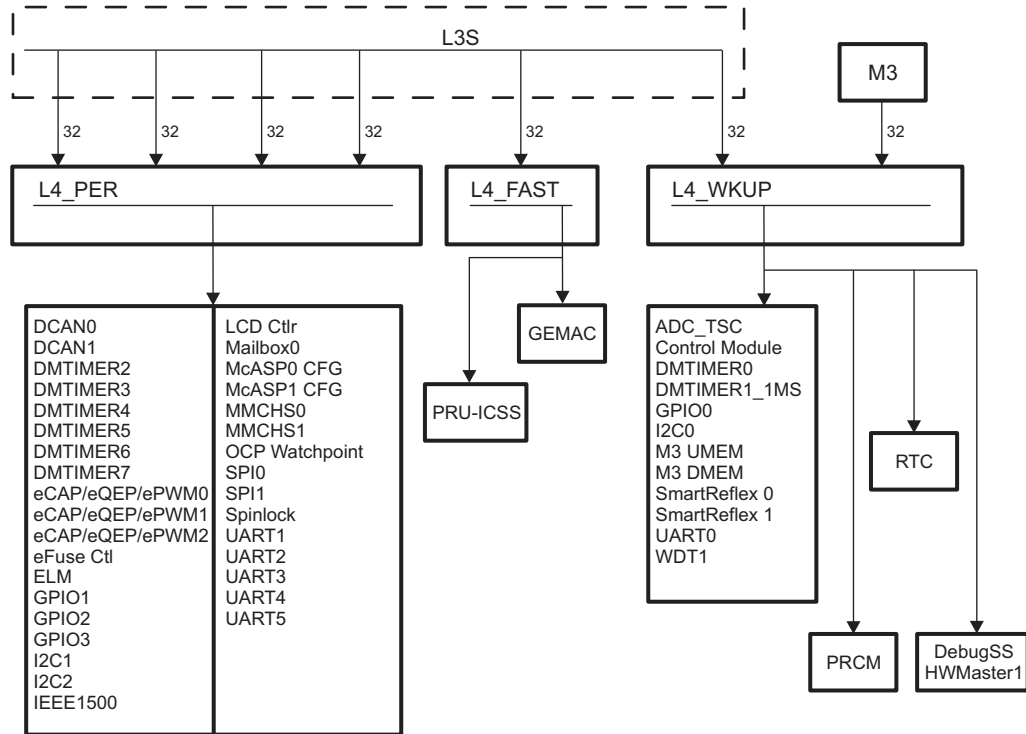 L3S
M3
32
32
32
32
32
32
32
L4_PER
L4_FAST
L4_WKUP
DCAN0
DCAN1
DMTIMER2
DMTIMER3
DMTIMER4
DMTIMER5
DMTIMER6
DMTIMER7
eCAP/eQEP/ePWM0
eCAP/eQEP/ePWM1
eCAP/eQEP/ePWM2
eFuse Ctl
ELM
GPIO1
GPIO2
GPIO3
I2C1
I2C2
IEEE1500
LCD Ctlr
Mailbox0
McASP0 CFG
McASP1 CFG
MMCHS0
MMCHS1
OCP Watchpoint
SPI0
SPI1
Spinlock
UART1
UART2
UART3
UART4
UART5
PRU-ICSS
GEMAC
ADC_TSC
Control Module
DMTIMER0
DMTIMER1_1MS
GPIO0
I2C0
M3 UMEM
M3 DMEM
SmartReflex 0
SmartReflex 1
UART0
WDT1
PRCM
RTC
DebugSS
HWMaster1